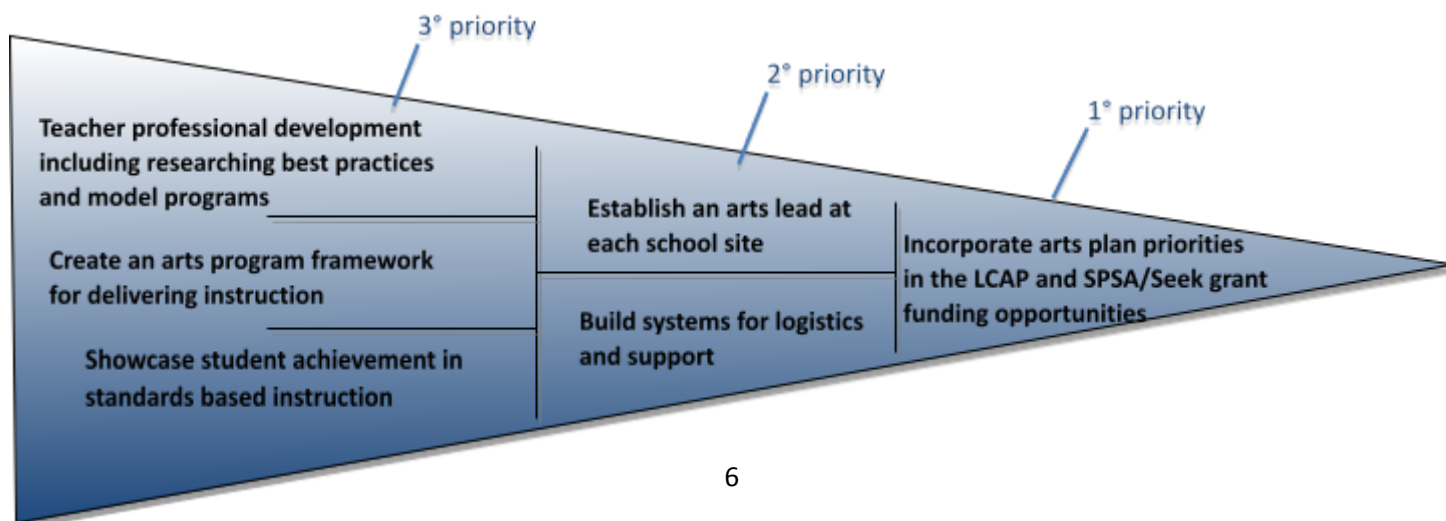 3° priority
2° priority
1° priority
Teacher professional development
including researching best practices
and model programs
Create an arts program framework
for delivering instruction
Showcase student achievement in
standards based instruction
Establish an arts lead at
each school site
Build systems for logistics
and support
Incorporate arts plan priorities
in the LCAP and SPSA/Seek grant
funding opportunities
6